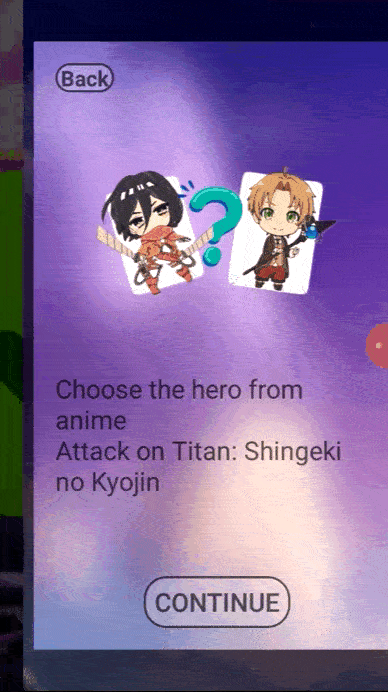 Back
?
Choose the hero from
anime
Attack on Titan: Shingeki
no Kyojin
CONTINUE